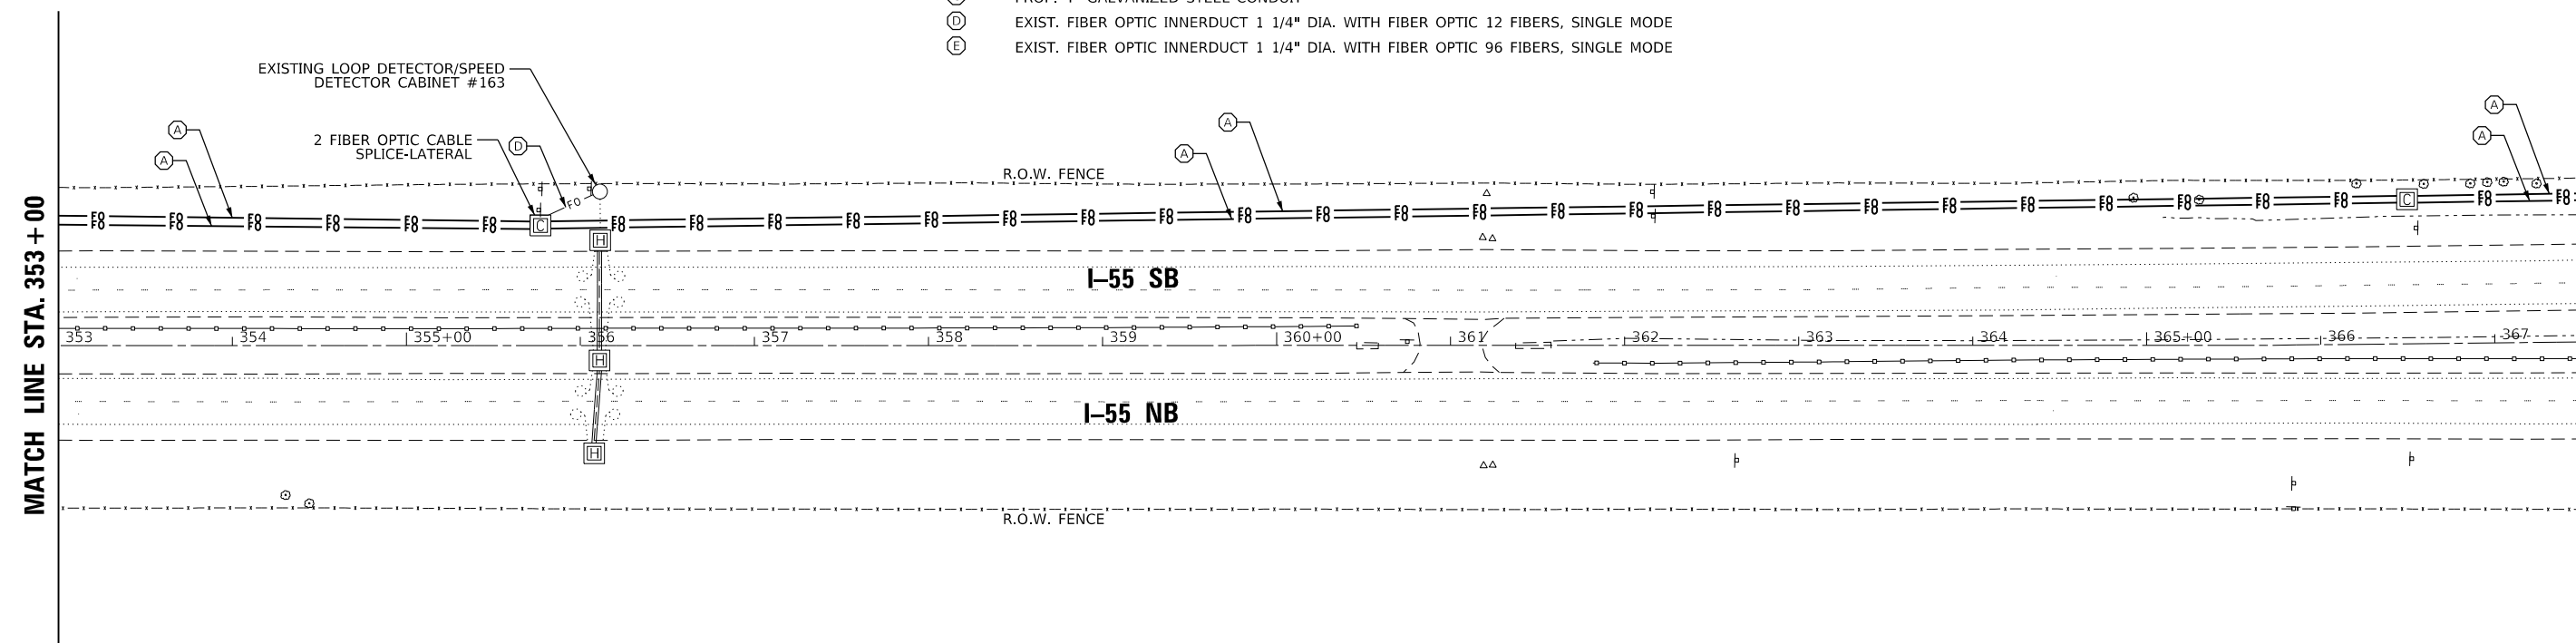 D EXIST. FIBER OPTIC INNERDUCT 1 1/4" DIA. WITH FIBER OPTIC 12 FIBERS, SINGLE MODE
E EXIST. FIBER OPTIC INNERDUCT 1 1/4" DIA. WITH FIBER OPTIC 96 FIBERS, SINGLE MODE
EXISTING LOOP DETECTOR/SPEED
DETECTOR CABINET #163
2 FIBER OPTIC CABLE
SPLICE-LATERAL
D
A
A
A
A
A
A
R.O.W. FENCE
FO
C
C
H
I-55 SB
353 354 355+00 356 357 358 359 360+00 361 362 363 364 365+00 366 367
H
I-55 NB
H
R.O.W. FENCE
MATCH LINE STA. 353+00